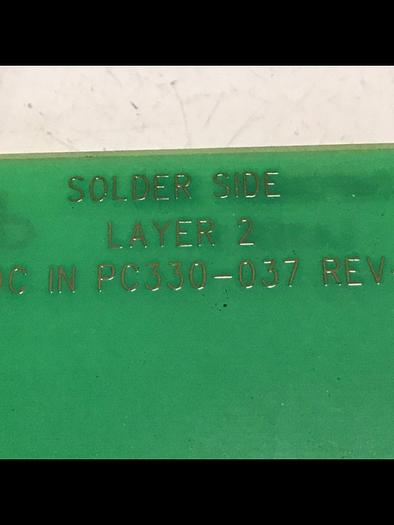 SOLDER SIDE
LAYER 2
IN PC330-037 REV